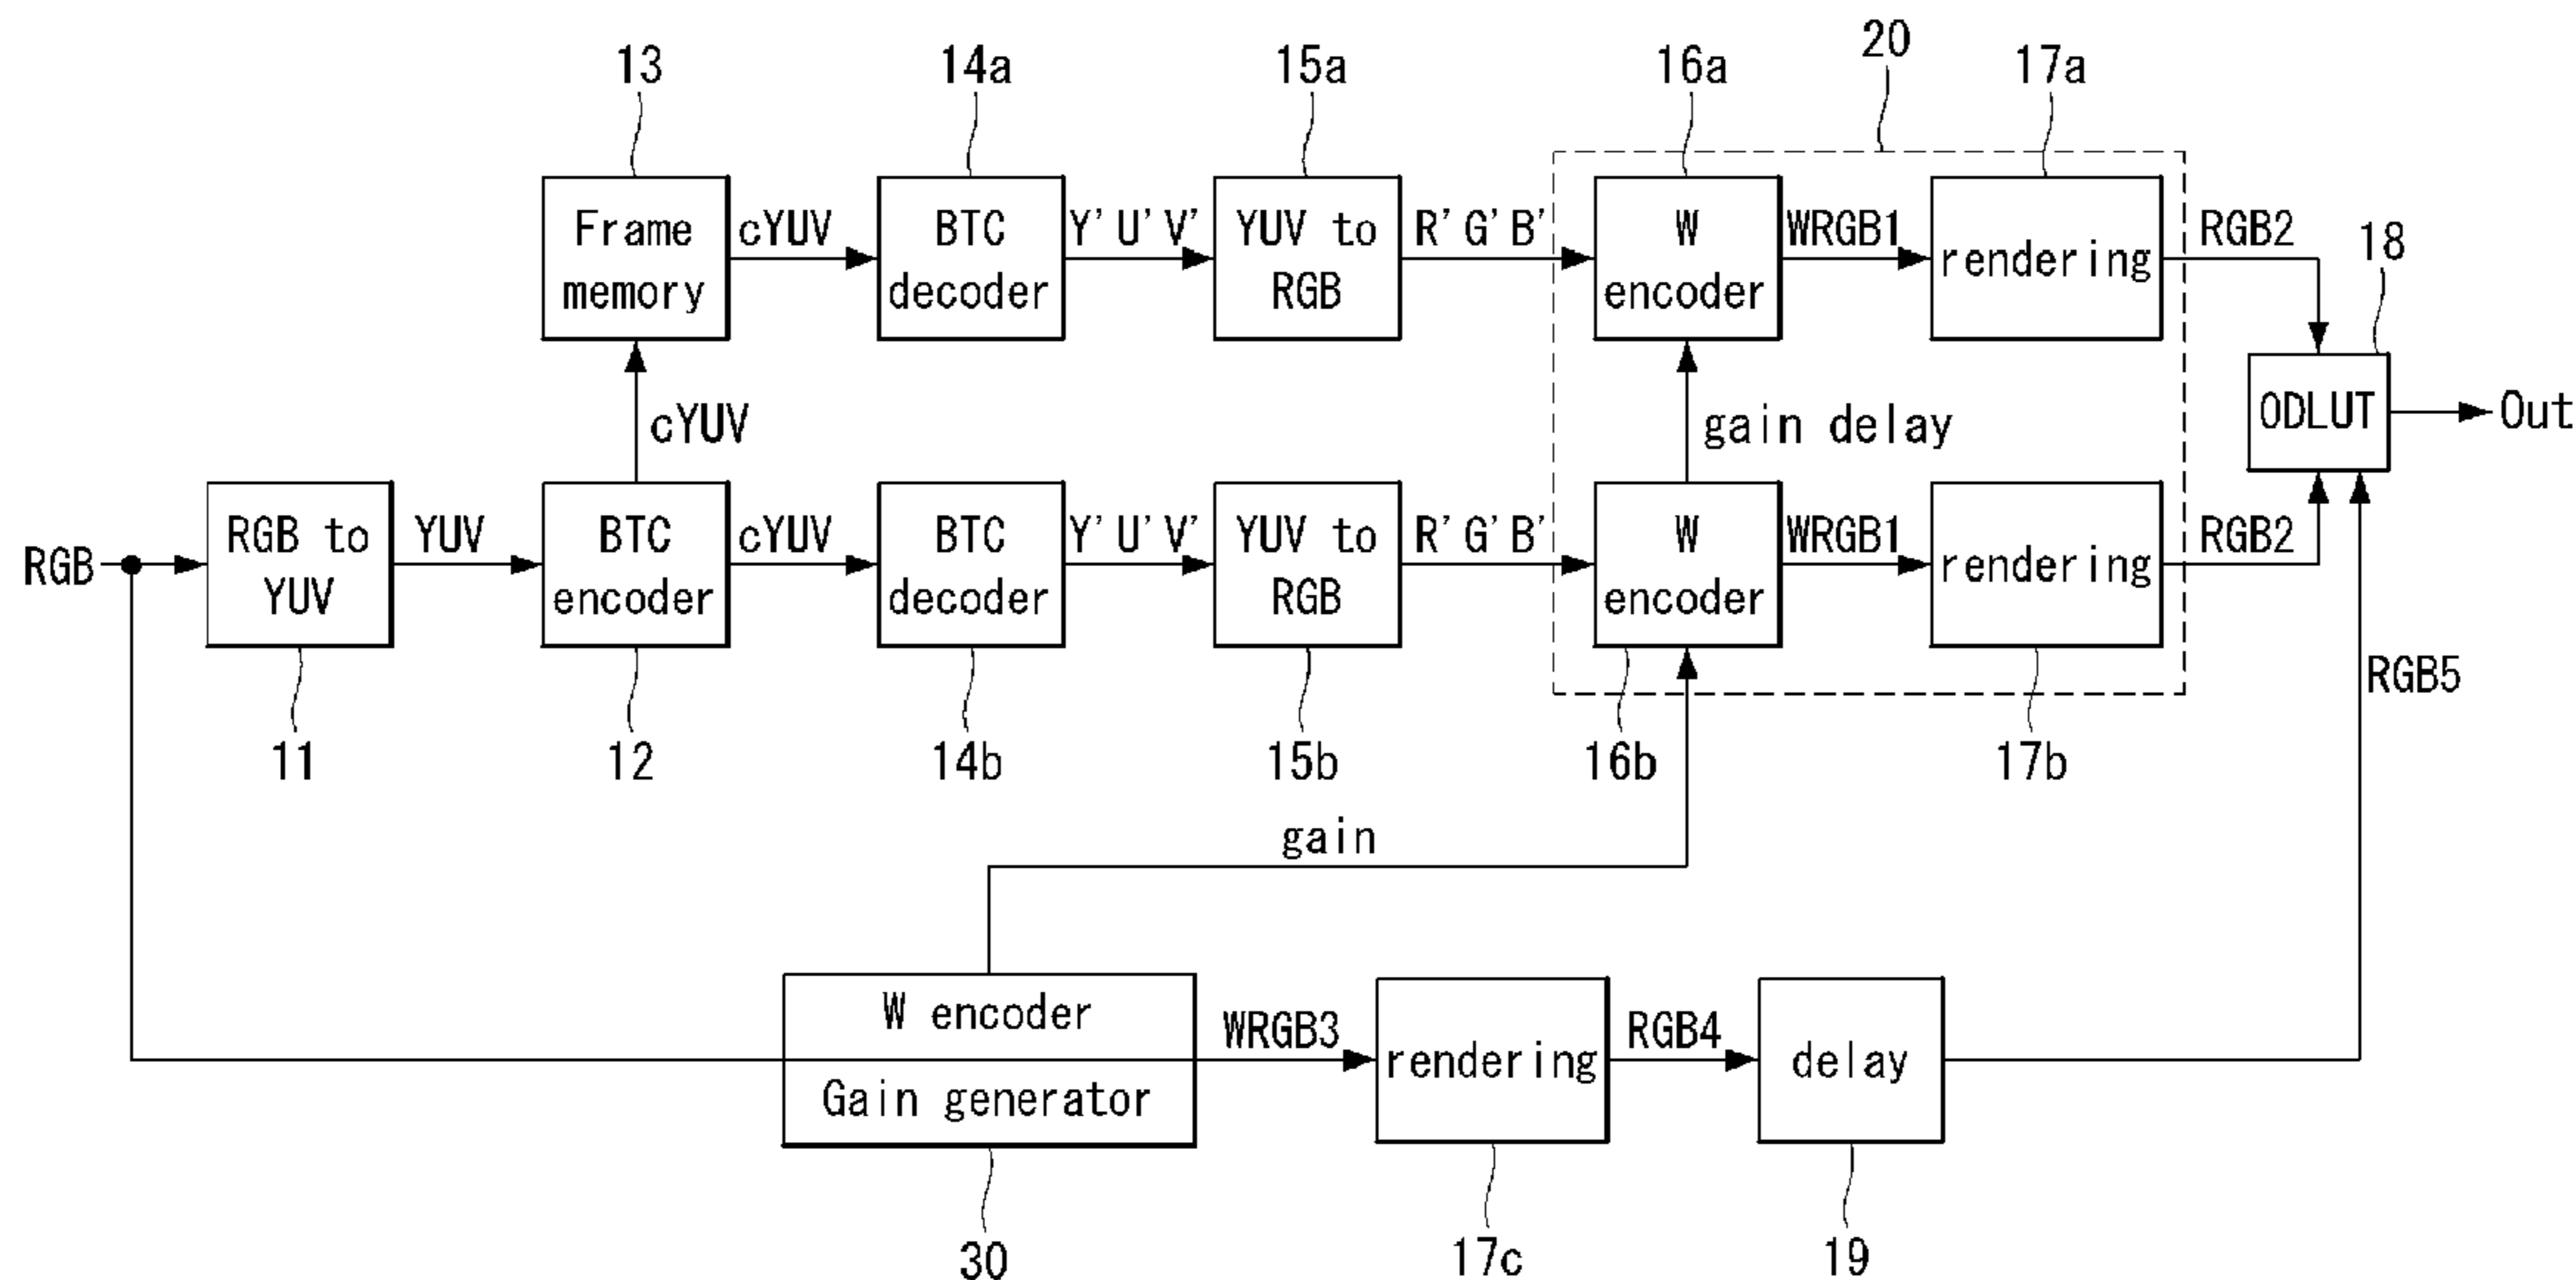 20
13
14a
15a
16a
17a
Frame
memory
cYUV
BTC
decoder
Y'U'V'
YUV to
RGB
R'G'B'
W
encoder
WRGB1
rendering
RGB2
18
cYUV
gain delay
ODLUT
Out
RGB
RGB to
YUV
YUV
BTC
encoder
cYUV
BTC
decoder
Y'U'V'
YUV to
RGB
R'G'B'
W
encoder
WRGB1
rendering
RGB2
RGB5
11
12
14b
15b
16b
17b
gain
W encoder
Gain generator
WRGB3
rendering
RGB4
delay
30
17c
19